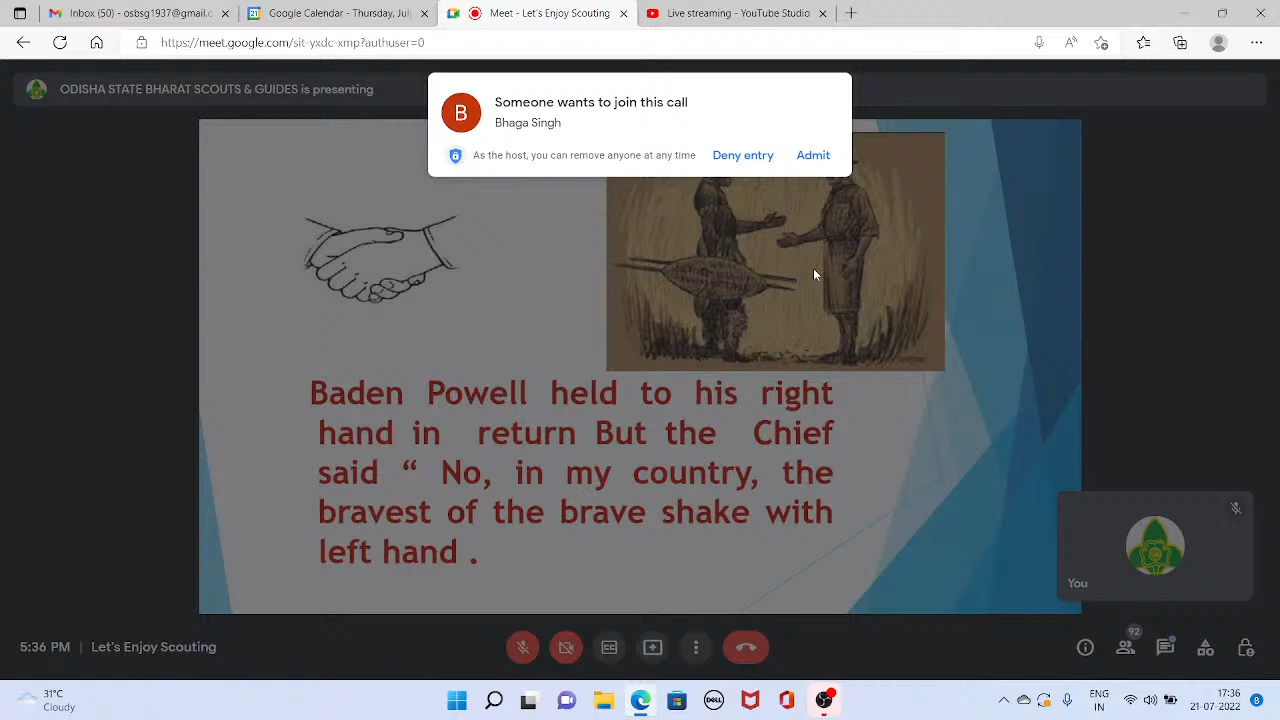 Inbox (50) - osbsg1937@gmail.c
Google Calendar - Thursday, July
Meet - Let's Enjoy Scouting
Live streaming - YouTube Studio
https://meet.google.com/sit-yxdc-xmp?authuser=0
ODISHA STATE BHARAT SCOUTS & GUIDES is presenting
B
Someone wants to join this call
Bhaga Singh
As the host, you can remove anyone at any time
Deny entry
Admit
Baden Powell held to his right
hand in return But the Chief
said “ No, in my country, the
bravest of the brave shake with
left hand .
You
5:36 PM | Let's Enjoy Scouting
CC
92
31°C
Cloudy
DELL
ENG
IN
17:36
21-07-2022
8